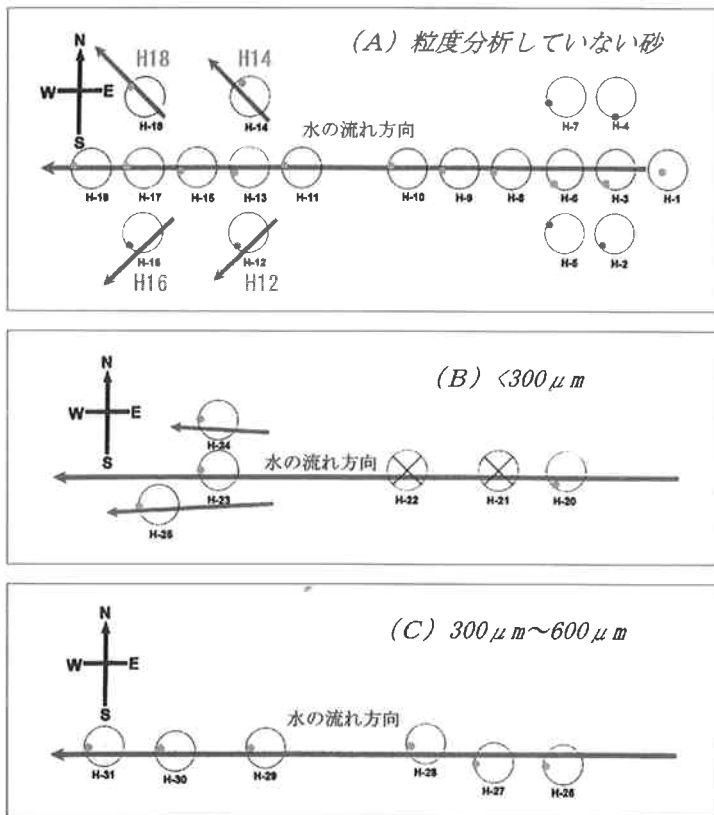 (A) 粒度分析していない砂
N
H18
H14
W
E
H-18
H-14
H-7
H-4
S
水の流れ方向
H-17
H-15
H-13
H-11
H-10
H-9
H-8
H-6
H-3
H-1
H-12
H-5
H-2
H16
H12
(B) <300μm
N
W
E
S
H-24
水の流れ方向
H-23
H-22
H-21
H-20
H-25
(C) 300μm~600μm
N
W
E
S
水の流れ方向
H-31
H-30
H-29
H-28
H-27
H-26